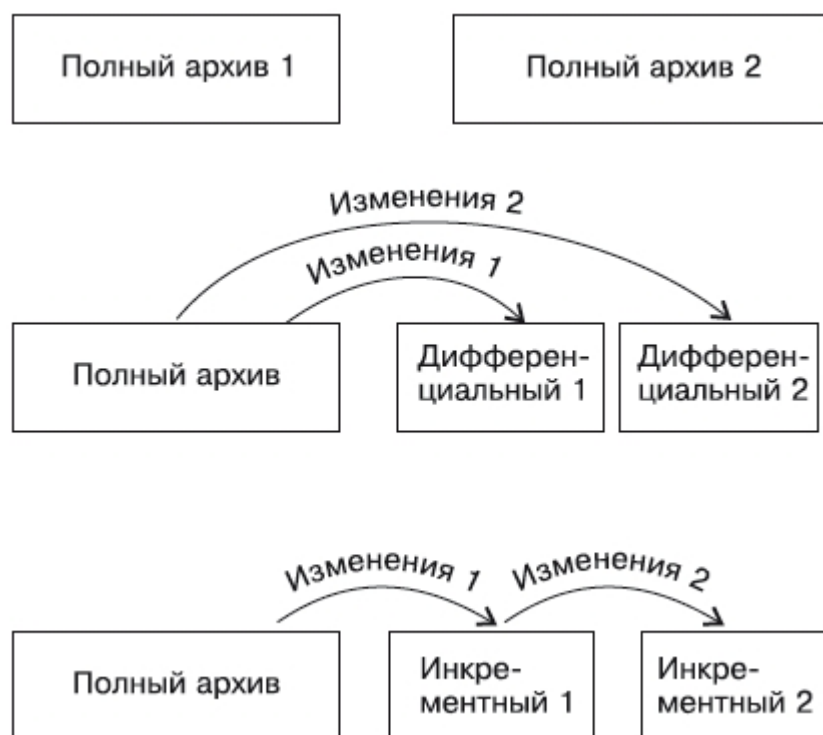 Полный архив 1
Полный архив 2
Изменения 2
Изменения 1
Полный архив
Дифферен-
циальный 1
Дифферен-
циальный 2
Изменения 1
Изменения 2
Полный архив
Инкре-
ментный 1
Инкре-
ментный 2